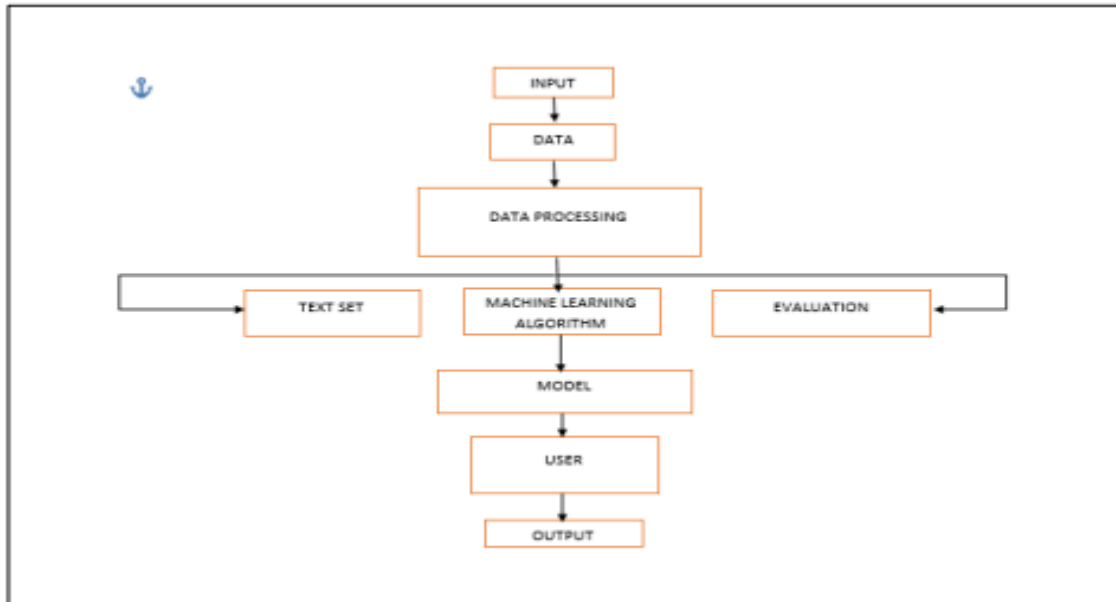 INPUT
DATA
DATA PROCESSING
TEXT SET
MACHINE LEARNING
ALGORITHM
EVALUATION
MODEL
USER
OUTPUT